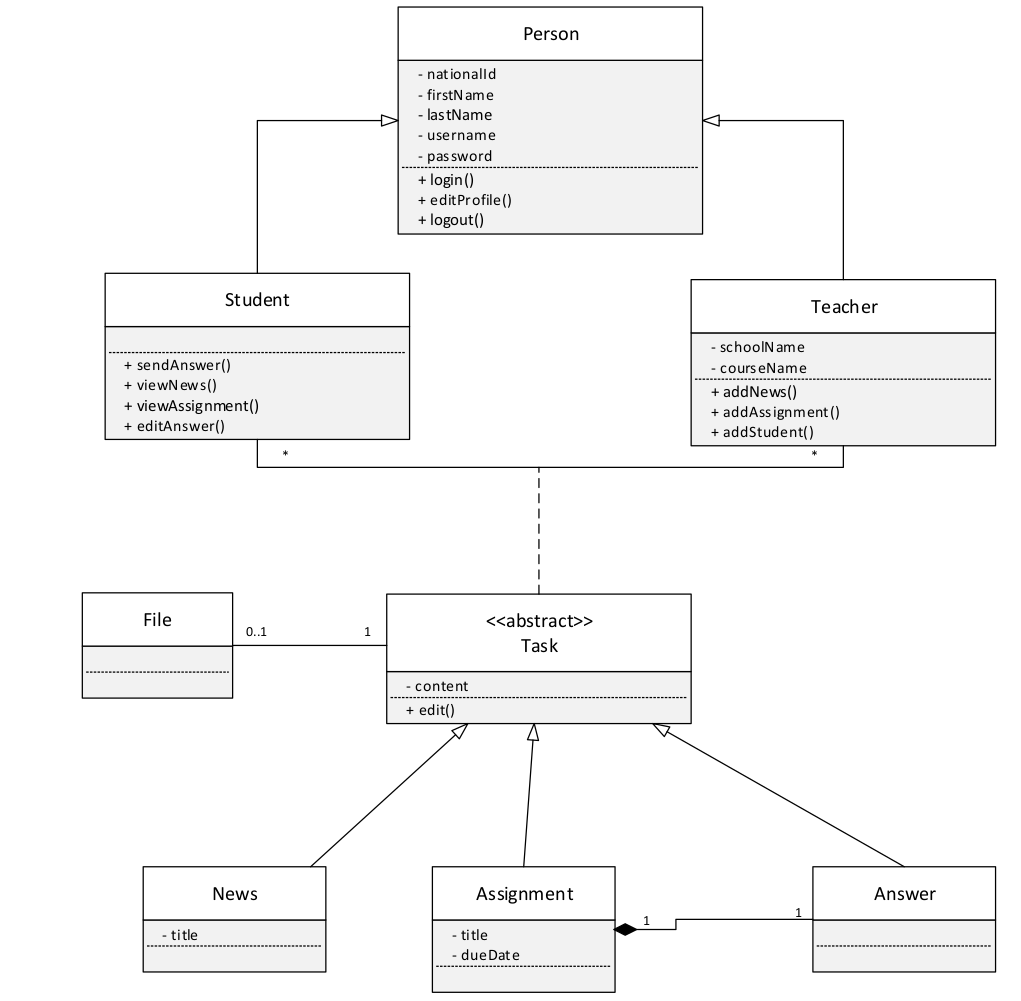 Person
- nationalId
- firstName
- lastName
- username
- password
+ login()
+ editProfile()
+ logout()
Student
+ sendAnswer()
+ viewNews()
+ viewAssignment()
+ editAnswer()
*
Teacher
- schoolName
- courseName
+ addNews()
+ addAssignment()
+ addStudent()
*
File
0..1
1
<<abstract>>
Task
- content
+ edit()
News
- title
Assignment
- title
- dueDate
1
1
Answer